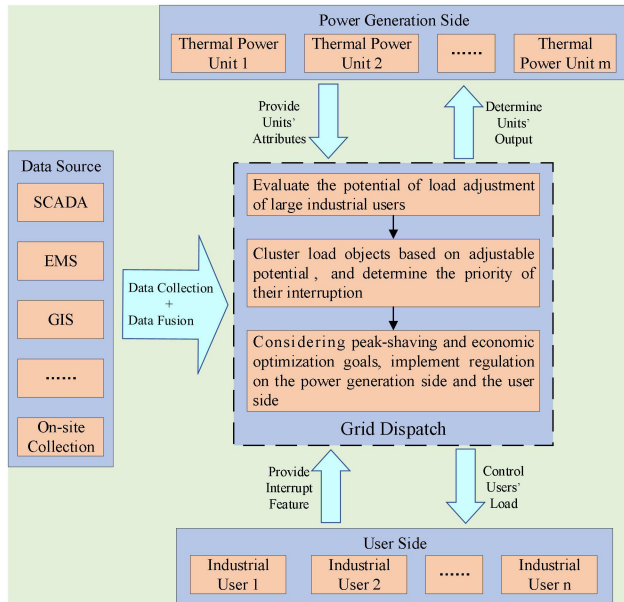 Power Generation Side
Thermal Power
Unit 1
Thermal Power
Unit 2
······
Thermal
Power Unit m
Provide
Units'
Attributes
Determine
Units'
Output
Data Source
SCADA
EMS
GIS
······
On-site
Collection
Data Collection
+
Data Fusion
Evaluate the potential of load adjustment
of large industrial users
Cluster load objects based on adjustable
potential , and determine the priority of
their interruption
Considering peak-shaving and economic
optimization goals, implement regulation
on the power generation side and the user
side
Grid Dispatch
Provide
Interrupt
Feature
Control
Users'
Load
User Side
Industrial
User 1
Industrial
User 2
······
Industrial
User n